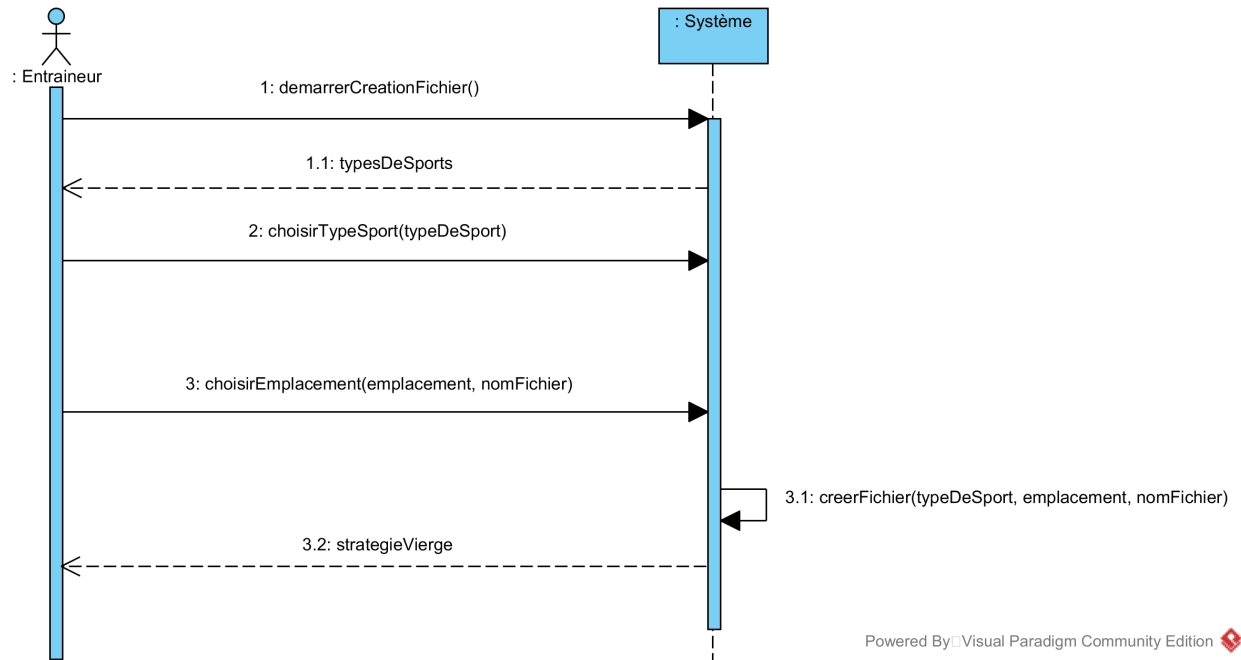 : Système
: Entraineur
1: demarrerCreationFichier()
1.1: typesDeSports
2: choisirTypeSport(typeDeSport)
3: choisirEmplacement(emplacement, nomFichier)
3.1: creerFichier(typeDeSport, emplacement, nomFichier)
3.2: strategieVierge
Powered By Visual Paradigm Community Edition